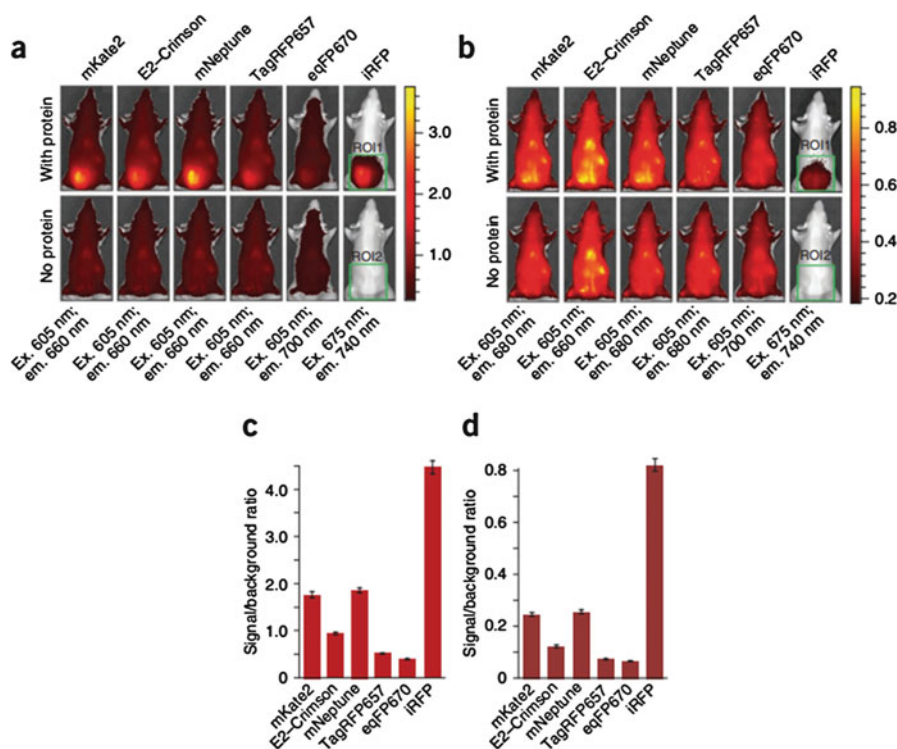 a
mKate2
E2–Crimson
mNeptune
TagRFP657
eqFP670
iRFP
With protein
ROI1
No protein
ROI2
3.0
2.0
1.0
Ex. 605 nm;
em. 660 nm
Ex. 605 nm;
em. 660 nm
Ex. 605 nm;
em. 660 nm
Ex. 605 nm;
em. 660 nm
Ex. 605 nm;
em. 700 nm
Ex. 675 nm;
em. 740 nm
b
mKate2
E2–Crimson
mNeptune
TagRFP657
eqFP670
iRFP
With protein
ROI1
No protein
ROI2
0.8
0.6
0.4
0.2
Ex. 605 nm;
em. 680 nm
Ex. 605 nm;
em. 660 nm
Ex. 605 nm;
em. 680 nm
Ex. 605 nm;
em. 680 nm
Ex. 605 nm;
em. 700 nm
Ex. 675 nm;
em. 740 nm
c
Signal/background ratio
4.0
2.0
1.0
0
mKate2
E2–Crimson
mNeptune
TagRFP657
eqFP670
iRFP
d
Signal/background ratio
0.8
0.6
0.4
0.2
0
mKate2
E2–Crimson
mNeptune
TagRFP657
eqFP670
iRFP